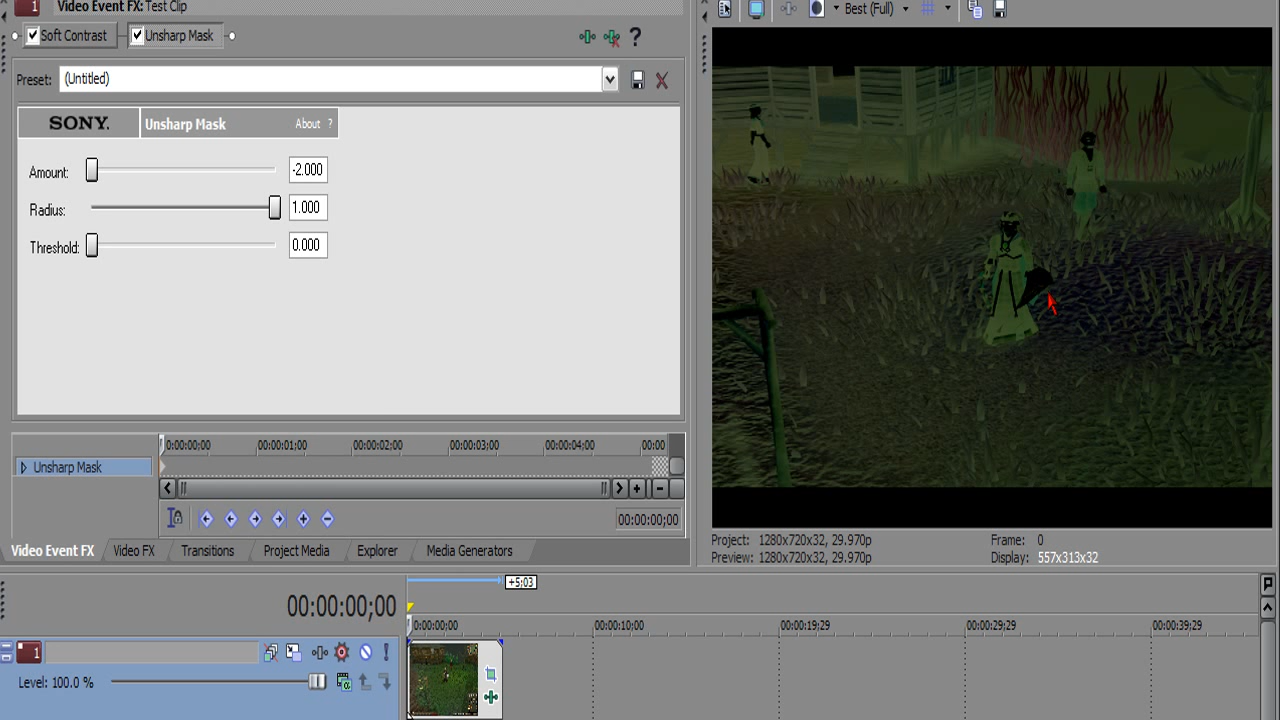 1 Video Event FX: Test Clip
Best (Full)
Soft Contrast Unsharp Mask ?
Preset: (Untitled)
SONY. Unsharp Mask About ?
Amount: -2.000
Radius: 1.000
Threshold: 0.000
0:00:00;00 00:00:01;00 00:00:02;00 00:00:03;00 00:00:04;00 00:00
Unsharp Mask
00:00:00;00
Video Event FX Video FX Transitions Project Media Explorer Media Generators
Project: 1280x720x32, 29.970p Frame: 0
Preview: 1280x720x32, 29.970p Display: 557x313x32
+5;03
00:00:00;00
0:00:00;00 00:00:10;00 00:00:19;29 00:00:29;29 00:00:39;29
1
Level: 100.0 %